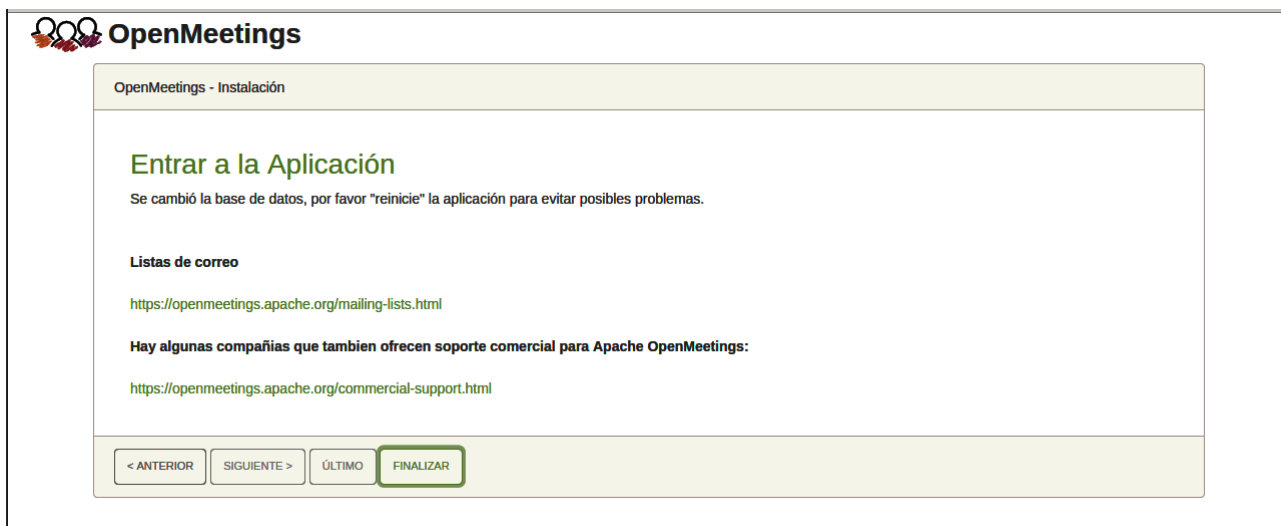 OpenMeetings
OpenMeetings - Instalación
Entrar a la Aplicación
Se cambió la base de datos, por favor "reinicie" la aplicación para evitar posibles problemas.
Listas de correo
https://openmeetings.apache.org/mailing-lists.html
Hay algunas compañias que tambien ofrecen soporte comercial para Apache OpenMeetings:
https://openmeetings.apache.org/commercial-support.html
< ANTERIOR SIGUIENTE > ÚLTIMO FINALIZAR